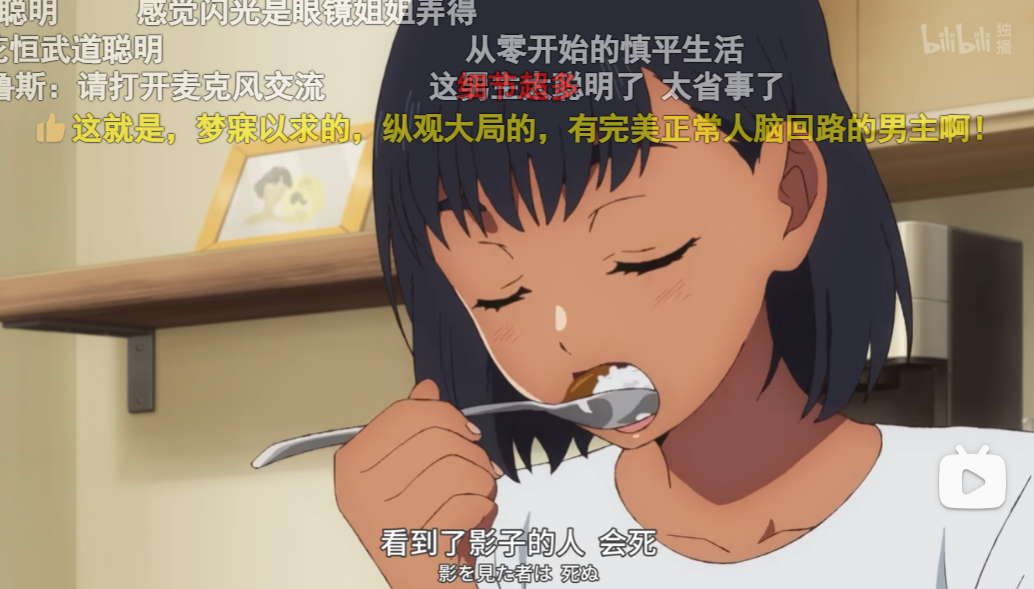 聪明 感觉闪光是眼镜姐姐弄得
bilibili 独播
花恒武道聪明 从零开始的慎平生活
鲁斯：请打开麦克风交流 太省事了
这就是，梦寐以求的，纵观大局的，有完美正常人脑回路的男主啊！
看到了影子的人 会死
影を見た者は 死ぬ